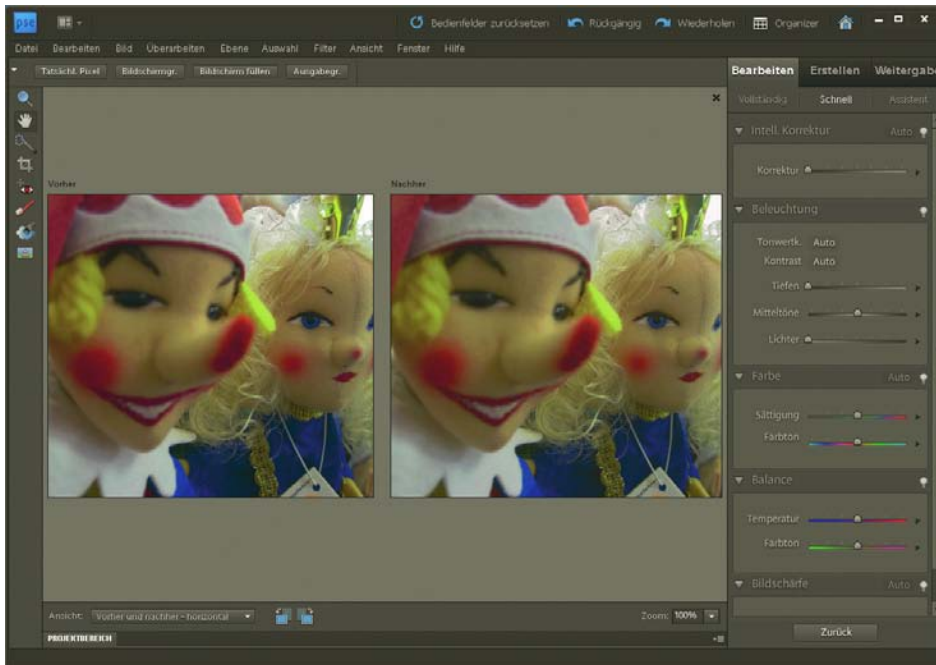 pse Bedienfelder zurücksetzen Rückgängig Wiederholen Organizer
Datei Bearbeiten Bild Überarbeiten Ebene Auswahl Filter Ansicht Fenster Hilfe
Tatsächl. Pixel Bildschirmgr. Bildschirm füllen Ausgabegr.
Bearbeiten Erstellen Weitergabe
Vollständig Schnell Assistent
Intell. Korrektur Auto
Korrektur
Vorher Nachher
Beleuchtung
Tonwertk. Auto
Kontrast Auto
Tiefen
Mitteltöne
Lichter
Farbe Auto
Sättigung
Farbton
Balance
Temperatur
Farbton
Bildschärfe Auto
Ansicht: Vorher und nachher - horizontal Zoom: 100%
Zurück
PROJEKTBEREICH